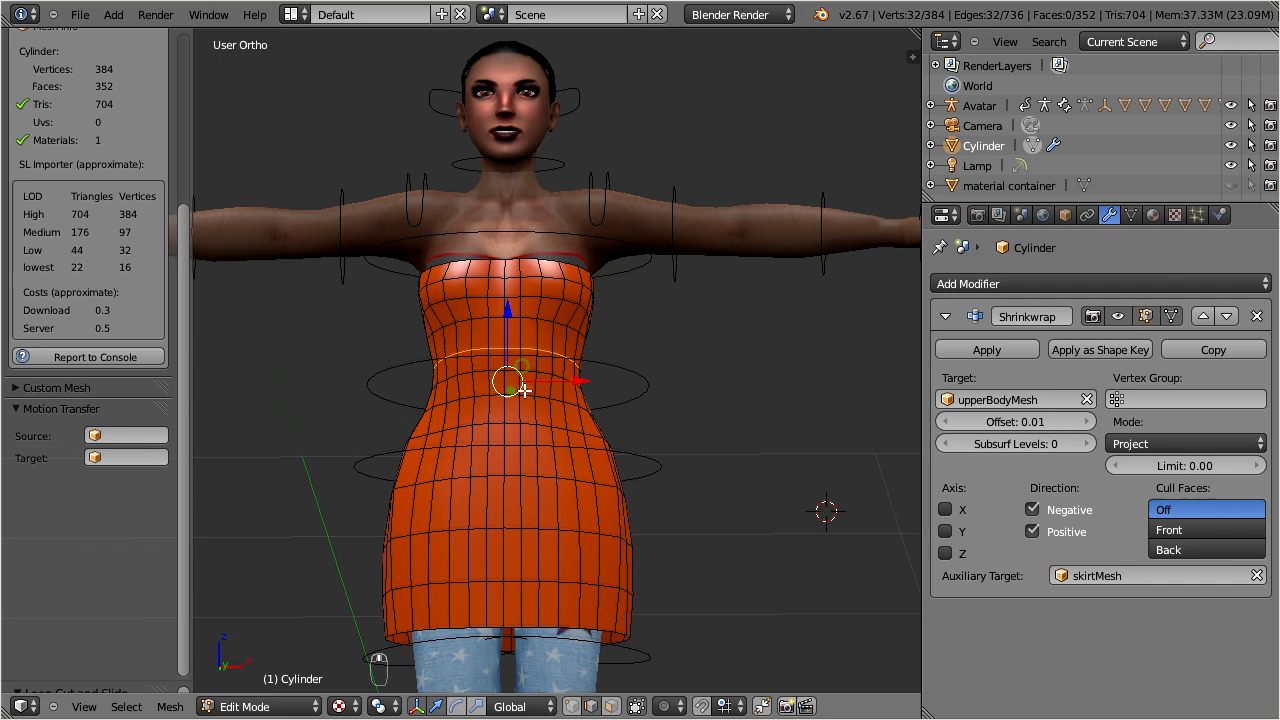 File Add Render Window Help Default Scene Blender Render v2.67 | Verts:32/384 | Edges:32/736 | Faces:0/352 | Tris:704 | Mem:37.33M (23.09M)
Cylinder:
Vertices: 384
Faces: 352
Tris: 704
Uvs: 0
Materials: 1
SL Importer (approximate):
LOD Triangles Vertices
High 704 384
Medium 176 97
Low 44 32
lowest 22 16
Costs (approximate):
Download 0.3
Server 0.5
Report to Console
Custom Mesh
Motion Transfer
Source:
Target:
Loop Cut and Slide
User Ortho
z
x
y
(1) Cylinder
View Select Mesh Edit Mode Global
View Search Current Scene
RenderLayers
World
Avatar
Camera
Cylinder
Lamp
material container
Cylinder
Add Modifier
Shrinkwrap
Apply Apply as Shape Key Copy
Target: Vertex Group:
upperBodyMesh
Offset: 0.01 Mode:
Subsurf Levels: 0 Project
Limit: 0.00
Axis: Direction: Cull Faces:
X Negative Off
Y Positive Front
Z Back
Auxiliary Target: skirtMesh